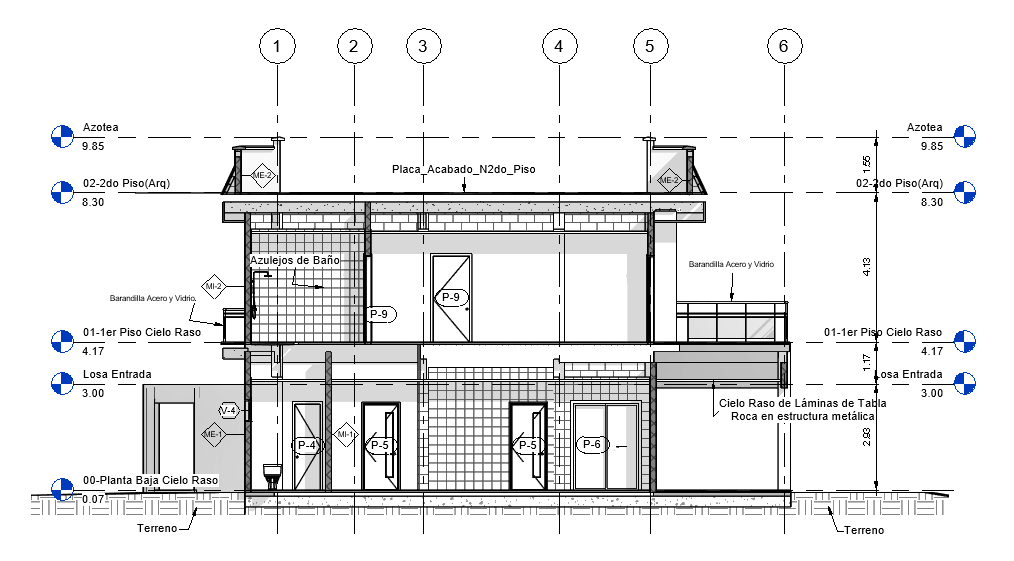 1 2 3 4 5 6
Azotea
9.85
Azotea
9.85
1.55
ME-2
Placa_Acabado_N2do_Piso
ME-2
02-2do Piso(Arq)
8.30
02-2do Piso(Arq)
8.30
Azulejos de Baño
4.13
Barandilla Acero y Vidrio
MI-2
Barandilla Acero y Vidrio.
P-9
P-9
01-1er Piso Cielo Raso
4.17
01-1er Piso Cielo Raso
4.17
1.17
Losa Entrada
3.00
osa Entrada
3.00
Cielo Raso de Láminas de Tabla
Roca en estructura metálica
V-4
ME-1
MI-1
P-4
P-5
P-5
P-6
2.93
00-Planta Baja Cielo Raso
0.07
Terreno
Terreno